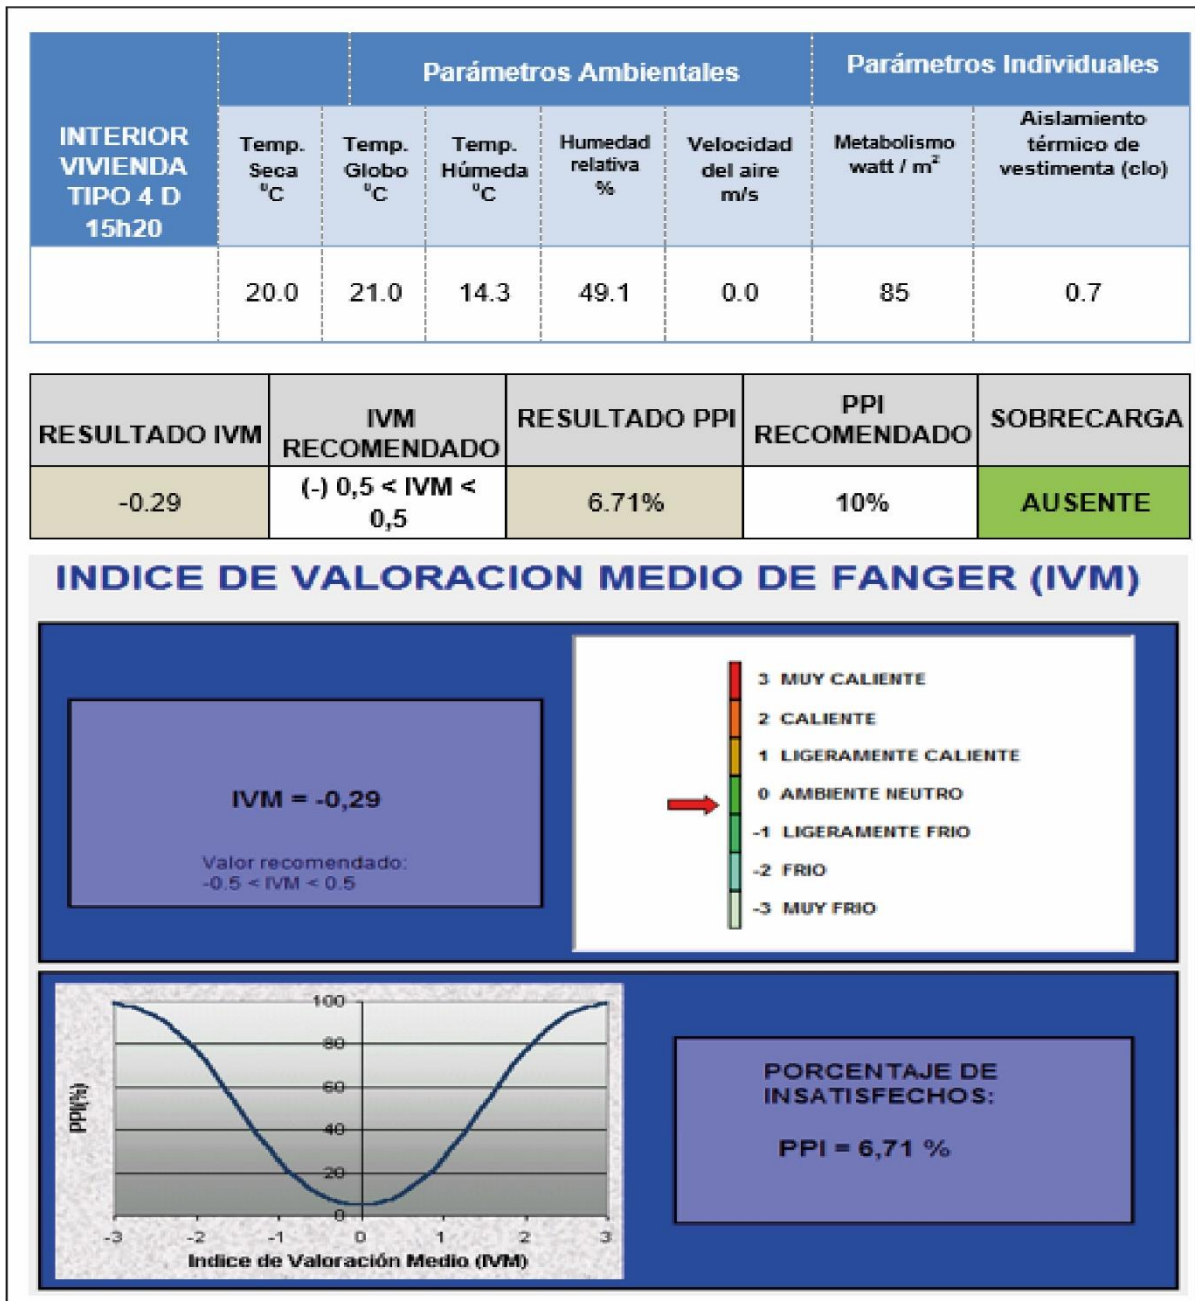 Parámetros Ambientales
Parámetros Individuales
INTERIOR
VIVIENDA
TIPO 4 D
15h20
Temp.
Seca
⁰C
Temp.
Globo
⁰C
Temp.
Húmeda
⁰C
Humedad
relativa
%
Velocidad
del aire
m/s
Metabolismo
watt / m²
Aislamiento
térmico de
vestimenta (clo)
20.0 21.0 14.3 49.1 0.0 85 0.7
RESULTADO IVM
IVM
RECOMENDADO
RESULTADO PPI
PPI
RECOMENDADO
SOBRECARGA
-0.29
(-) 0,5 < IVM <
0,5
6.71%
10%
AUSENTE
INDICE DE VALORACION MEDIO DE FANGER (IVM)
IVM = -0,29
Valor recomendado:
-0.5 < IVM < 0.5
3 MUY CALIENTE
2 CALIENTE
1 LIGERAMENTE CALIENTE
0 AMBIENTE NEUTRO
-1 LIGERAMENTE FRIO
-2 FRIO
-3 MUY FRIO
PPI(%)
100
80
60
40
20
0
-3 -2 -1 0 1 2 3
Indice de Valoración Medio (IVM)
PORCENTAJE DE
INSATISFECHOS:
PPI = 6,71 %